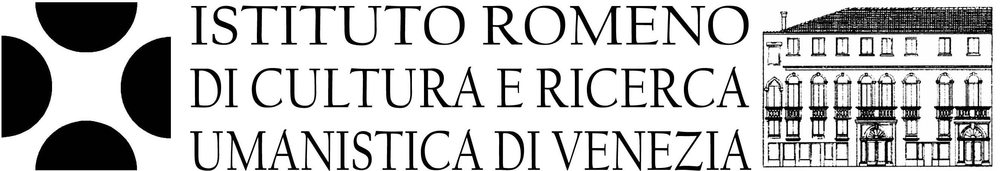 ISTITUTO ROMENO
DI CULTURA E RICERCA
UMANISTICA DI VENEZIA